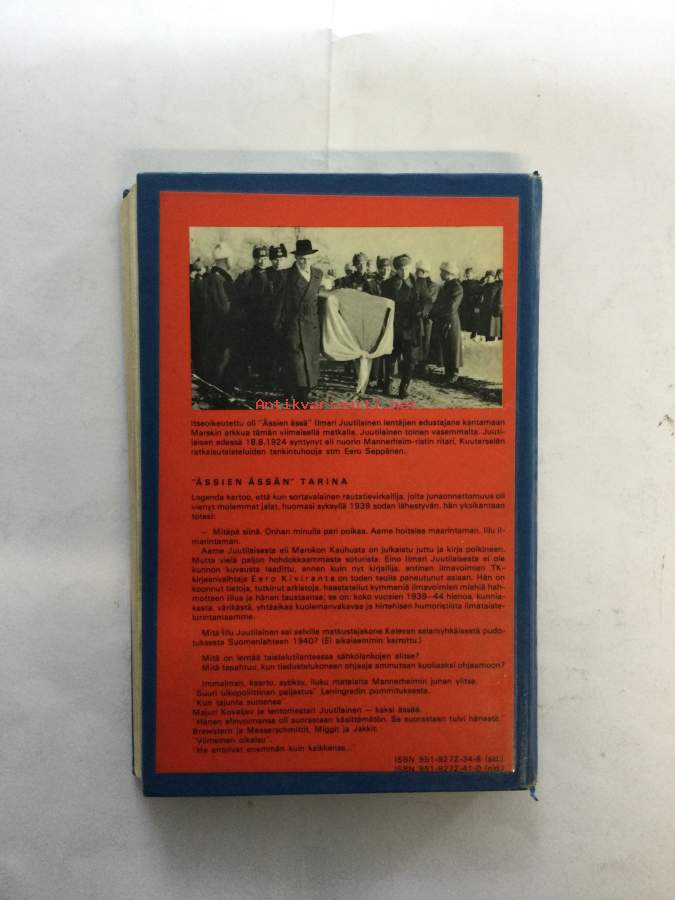 Antikvariaatti.net
Itseoikeutettu oli "Ässien ässä" Ilmari Juutilainen lentäjien edustajana kantamaan
Marskin arkkua tämän viimeisellä matkalla. Juutilainen toinen vasemmalta: Juuti-
laisen edessä 18.8.1924 syntynyt eli nuorin Mannerheim-ristin ritari, Kuuterselän
ratkaisutaisteluiden tankintuhooja stm Eero Seppänen.
"ÄSSIEN ÄSSÄN" TARINA
Legenda kertoo, että kun sortavalainen rautatievirkailija, jolta junaonnettomuus oli
vienyt molemmat jalat, huomasi syksyllä 1939 sodan lähestyvän, hän yksikantaan
totesi:
— Mitäpä siinä. Onhan minulla pari poikaa. Aarne hoitelee maarintaman, Illu il-
marintaman.
Aarne Juutilaisesta eli Marokon Kauhusta on julkaistu juttu ja kirja poikineen.
Mutta vielä paljon hohdokkaammasta soturista, Eino Ilmari Juutilaisesta ei ole
kunnon kuvausta laadittu, ennen kuin nyt kirjailija, entinen ilmavoimien TK-
kirjeenvaihtaja Eero Kiviranta on toden teolla paneutunut asiaan. Hän on
koonnut tietoja, tutkinut arkistoja, haastatellut kymmeniä ilmavoimien miehiä hah-
mottaen Illua ja hänen taustaansa; se on: koko vuosien 1939—44 hienoa, kunnia-
kasta, värikästä, yhtäaikaa kuolemanvakavaa ja hirtehisen humoristista ilmataiste-
lurintamaamme.
Mitä Illu Juutilainen sai selville matkustajakone Kalevan salamyhkäisestä pudo-
tuksesta Suomenlahteen 1940? (Ei aikaisemmin kerrottu.)
Mitä on lentää taistelutilanteessa sähkölankojen alitse?
Mitä tapahtuu, kun tiedustelukoneen ohjaaja ammutaan kuoliaaksi ohjaamoon?
Immelman, kaarto, syöksy, liuku matalalta Mannerheimin junan ylitse.
"Suuri ulkopoliittinen paljastus" Leningradin pommituksesta.
"Kun tajunta sumenee".
Majuri Kovaljev ja lentomestari Juutilainen — kaksi ässää.
"Hänen elinvoimansa oli suorastaan käsittämätön. Se suorastaan tulvi hänestä.
Brewsterit ja Messerschmittit, Miggit ja Jakkit.
"Viimeinen oikaisu".
"He antoivat enemmän kuin kaikkensa..."
ISBN 951-9272-34-8 (sid.)
ISBN 951-9272-41-0 (nid.)